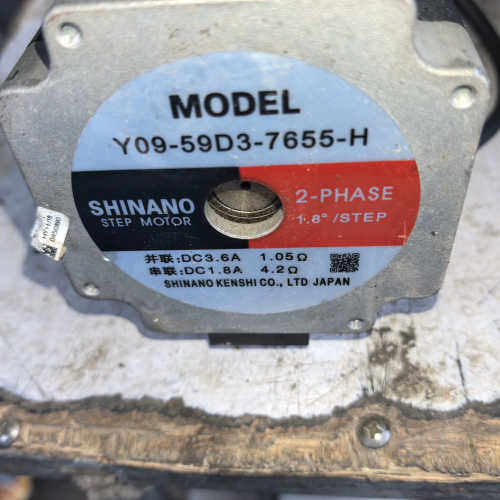 MODEL
Y09-59D3-7655-H
SHINANO
STEP MOTOR
2-PHASE
1.8°/STEP
并联:DC3.6A 1.05Ω
串联:DC1.8A 4.2Ω
SHINANO KENSHI CO., LTD JAPAN